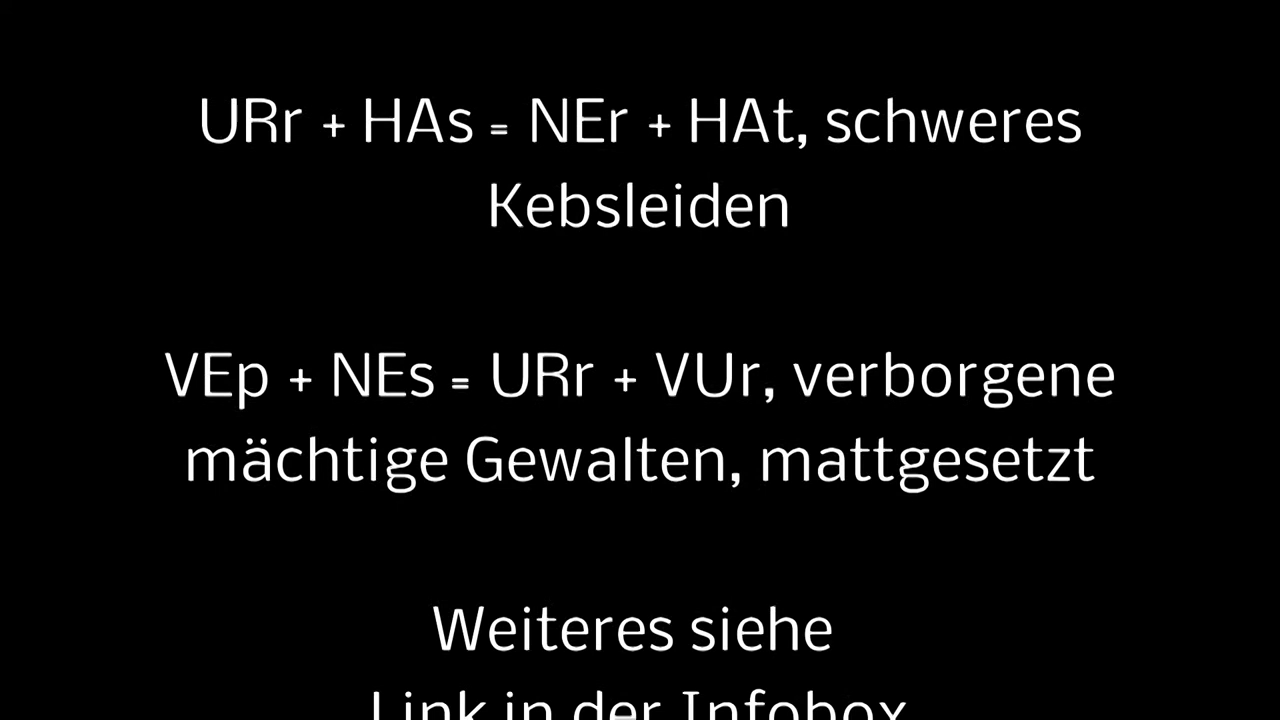 URr + HAs = NEr + HAt, schweres
Kebsleiden
VEp + NEs = URr + VUr, verborgene
mächtige Gewalten, mattgesetzt
Weiteres siehe
Link in der Infobox